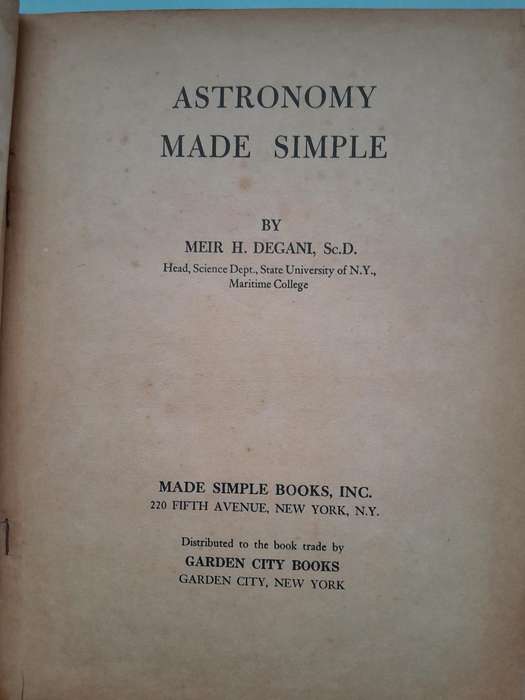 ASTRONOMY
MADE SIMPLE
BY
MEIR H. DEGANI, Sc.D.
Head, Science Dept., State University of N.Y.,
Maritime College
MADE SIMPLE BOOKS, INC.
220 FIFTH AVENUE, NEW YORK, N.Y.
Distributed to the book trade by
GARDEN CITY BOOKS
GARDEN CITY, NEW YORK